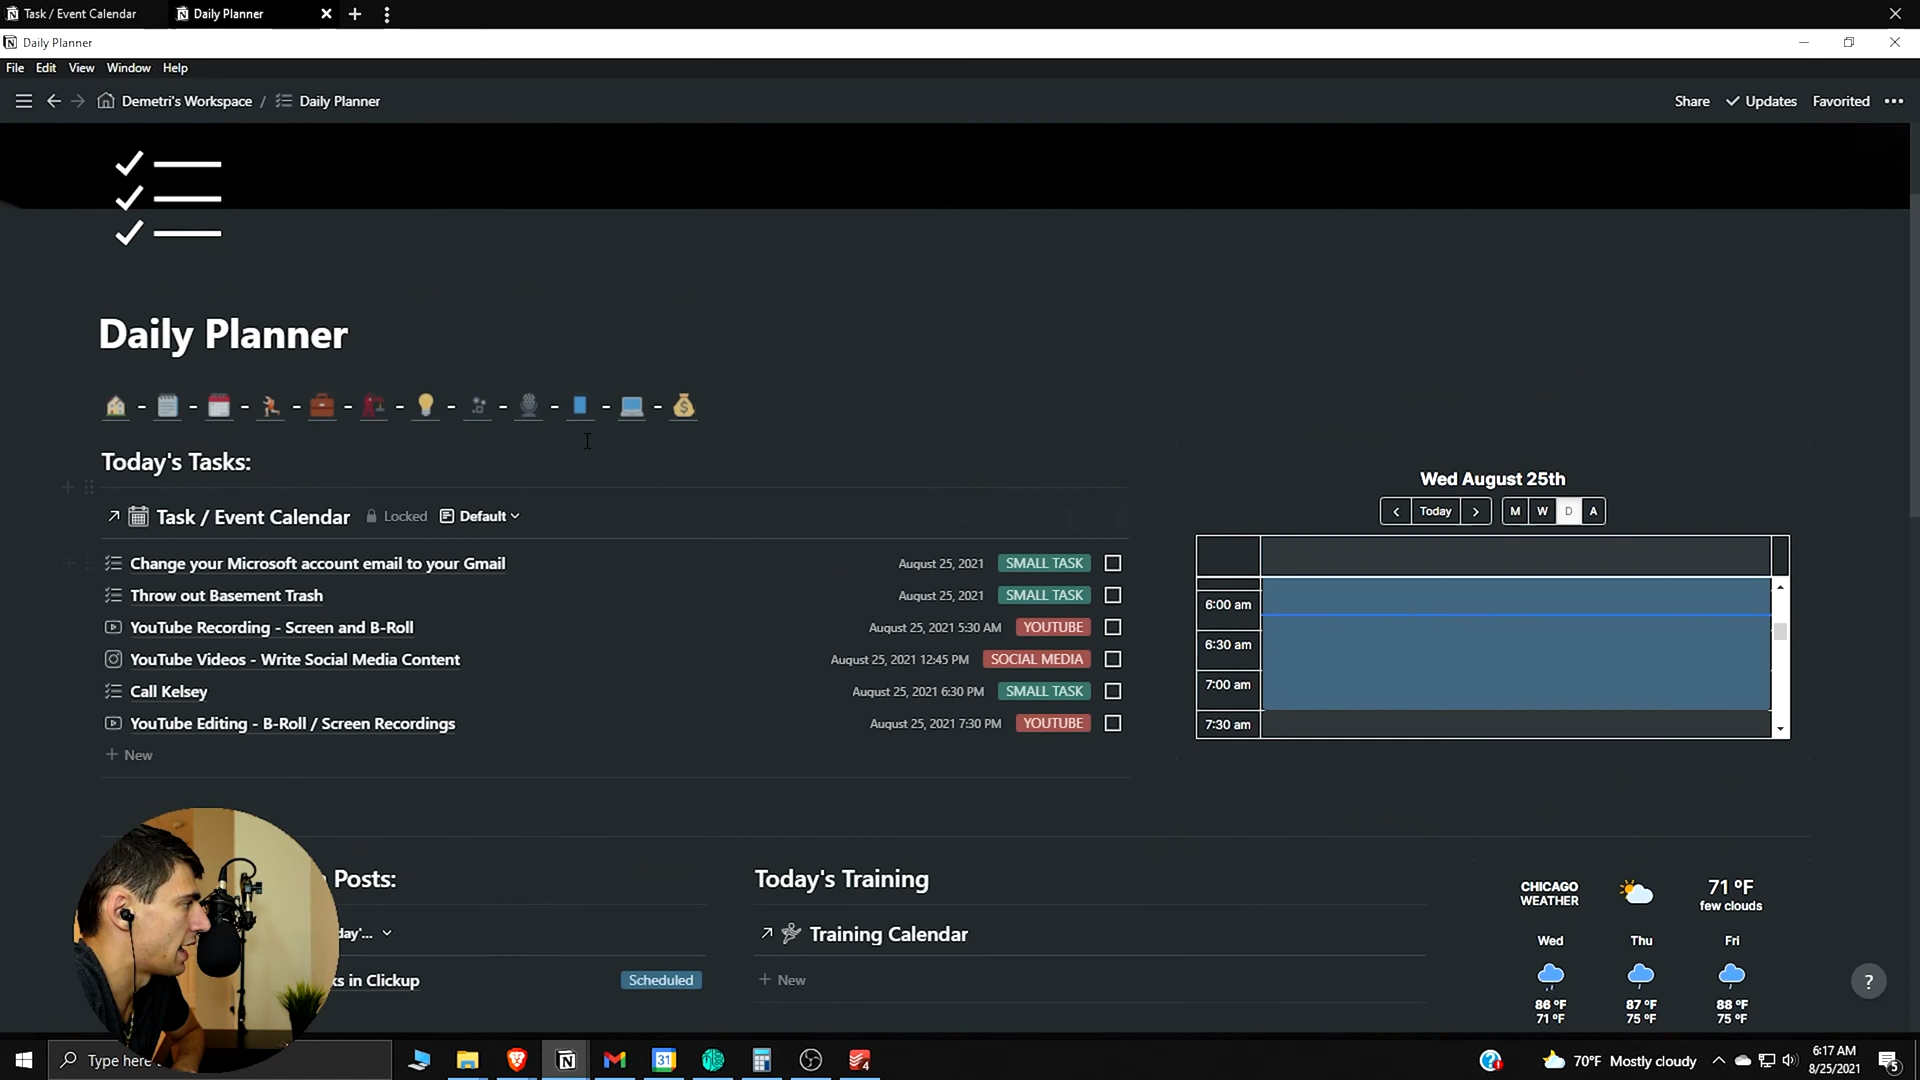 Task / Event Calendar
Daily Planner
Daily Planner
File Edit View Window Help
Demetri's Workspace / Daily Planner
Share Updates Favorited
Daily Planner
- - - - - - - - - - -
Today's Tasks:
Task / Event Calendar Locked Default
Change your Microsoft account email to your Gmail August 25, 2021 SMALL TASK
Throw out Basement Trash August 25, 2021 SMALL TASK
YouTube Recording - Screen and B-Roll August 25, 2021 5:30 AM YOUTUBE
YouTube Videos - Write Social Media Content August 25, 2021 12:45 PM SOCIAL MEDIA
Call Kelsey August 25, 2021 6:30 PM SMALL TASK
YouTube Editing - B-Roll / Screen Recordings August 25, 2021 7:30 PM YOUTUBE
+ New
Wed August 25th
< Today > M W D A
6:00 am
6:30 am
7:00 am
7:30 am
Posts:
day'...
ks in Clickup Scheduled
Today's Training
Training Calendar
+ New
CHICAGO WEATHER
71 °F
few clouds
Wed Thu Fri
86 °F 87 °F 88 °F
71 °F 75 °F 75 °F
?
Type here
31
4
70°F Mostly cloudy
6:17 AM
8/25/2021
5